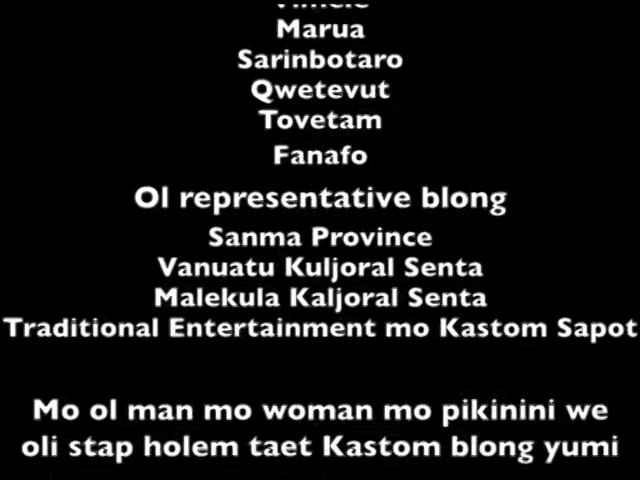 Marua
Sarinbotaro
Qwetevut
Tovetam
Fanafo
Ol representative blong
Sanma Province
Vanuatu Kuljoral Senta
Malekula Kaljoral Senta
Traditional Entertainment mo Kastom Sapot
Mo ol man mo woman mo pikinini we
oli stap holem taet Kastom blong yumi